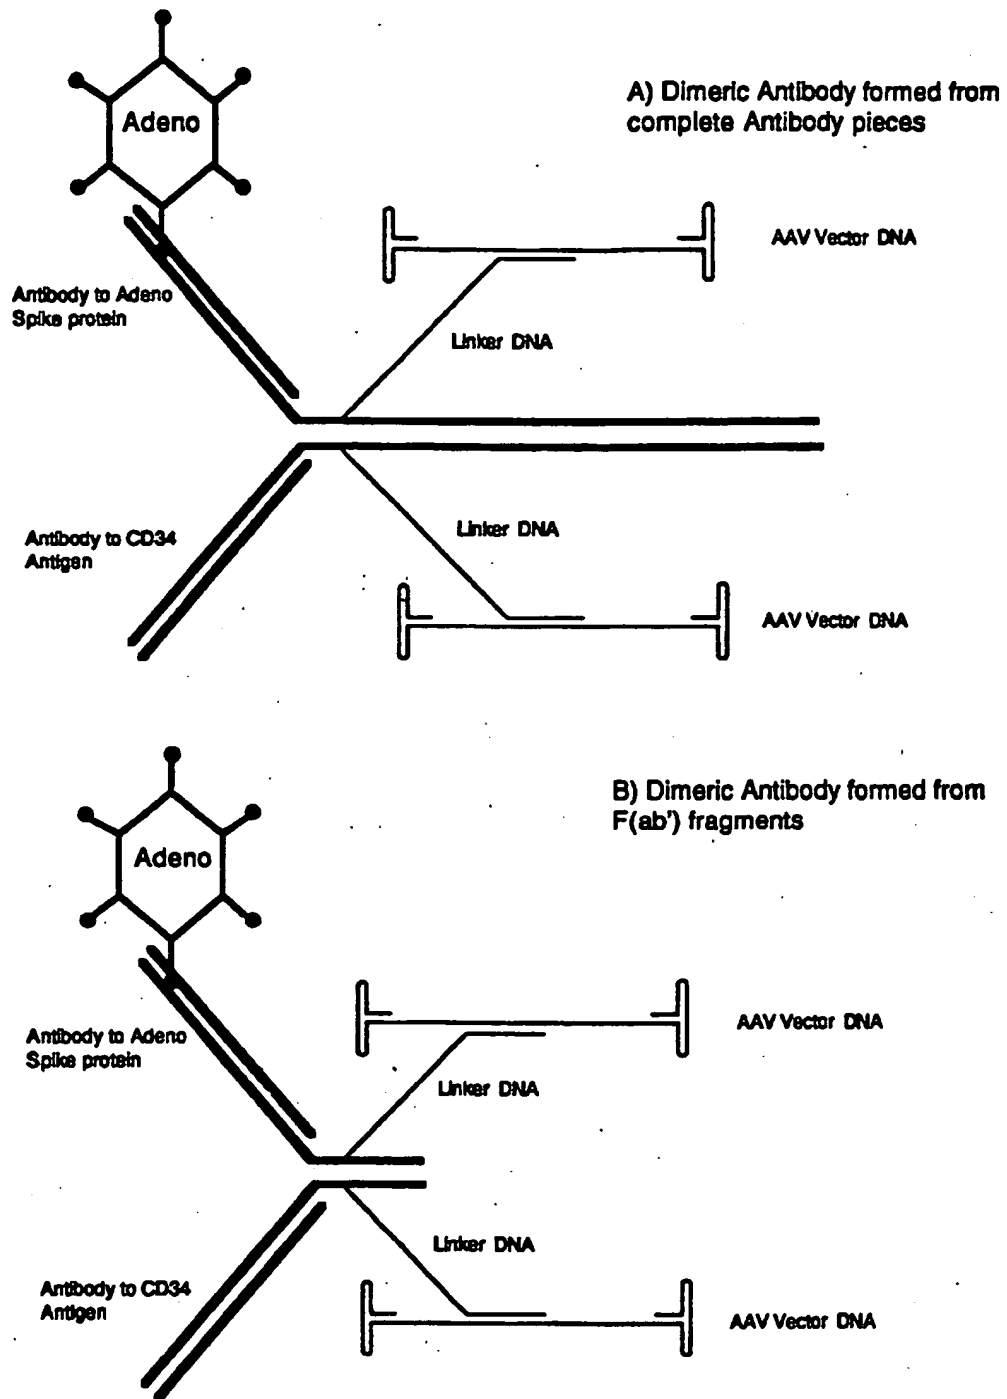 Adeno
A) Dimeric Antibody formed from
complete Antibody pieces
AAV Vector DNA
Antibody to Adeno
Spike protein
Linker DNA
Linker DNA
Antibody to CD34
Antigen
AAV Vector DNA
B) Dimeric Antibody formed from
F(ab') fragments
Adeno
AAV Vector DNA
Antibody to Adeno
Spike protein
Linker DNA
Linker DNA
Antibody to CD34
Antigen
AAV Vector DNA